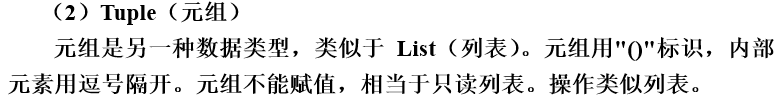 （2）Tuple（元组）
元组是另一种数据类型，类似于 List（列表）。元组用"()"标识，内部
元素用逗号隔开。元组不能赋值，相当于只读列表。操作类似列表。